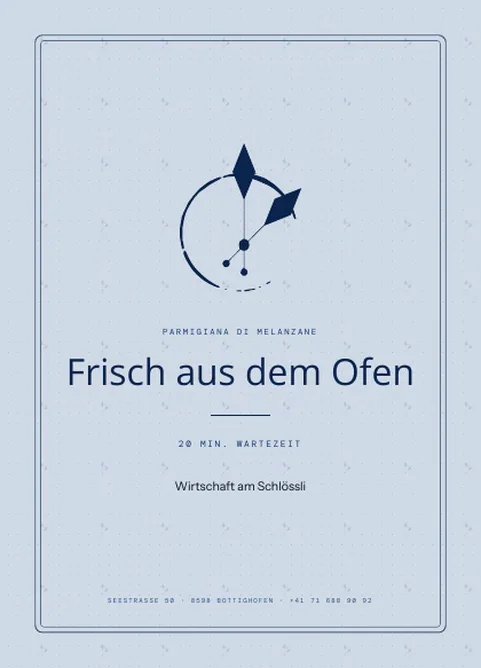 PARMIGIANA DI MELANZANE
Frisch aus dem Ofen
20 MIN. WARTEZEIT
Wirtschaft am Schlössli
SEESTRASSE 50 · 8598 BOTTIGHOFEN · +41 71 688 90 92